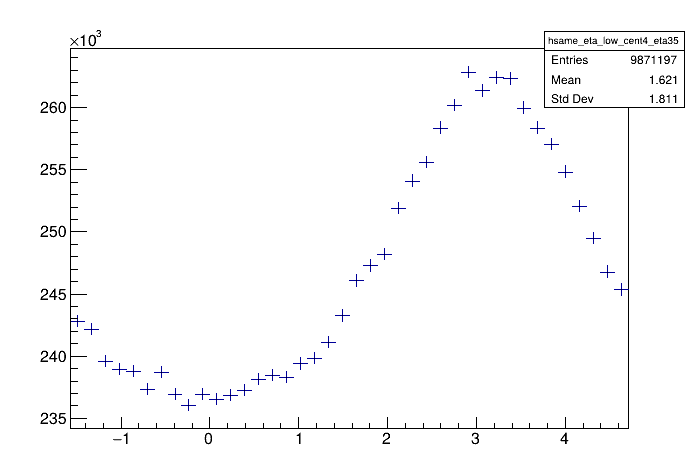 ×10³
hsame_eta_low_cent4_eta35
Entries 9871197
Mean 1.621
Std Dev 1.811
260
255
250
245
240
235
−1 0 1 2 3 4